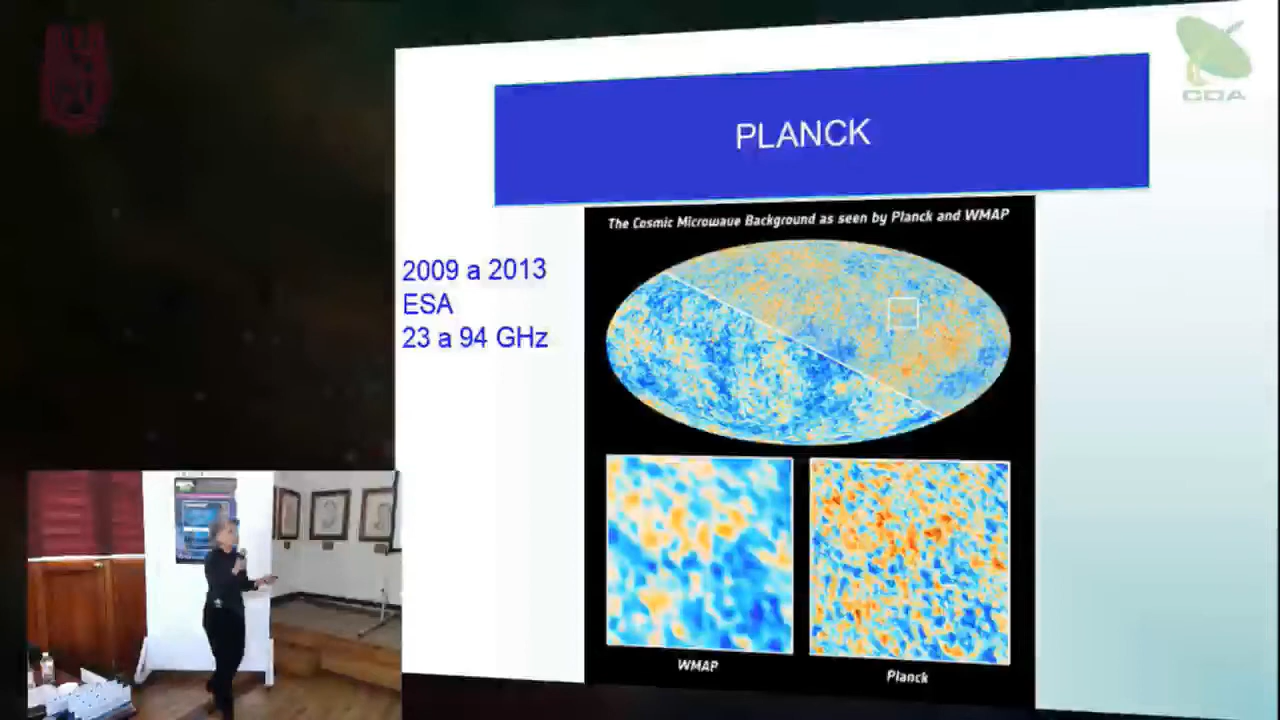 PLANCK
The Cosmic Microwave Background as seen by Planck and WMAP
2009 a 2013
ESA
23 a 94 GHz
WMAP
Planck
CDA